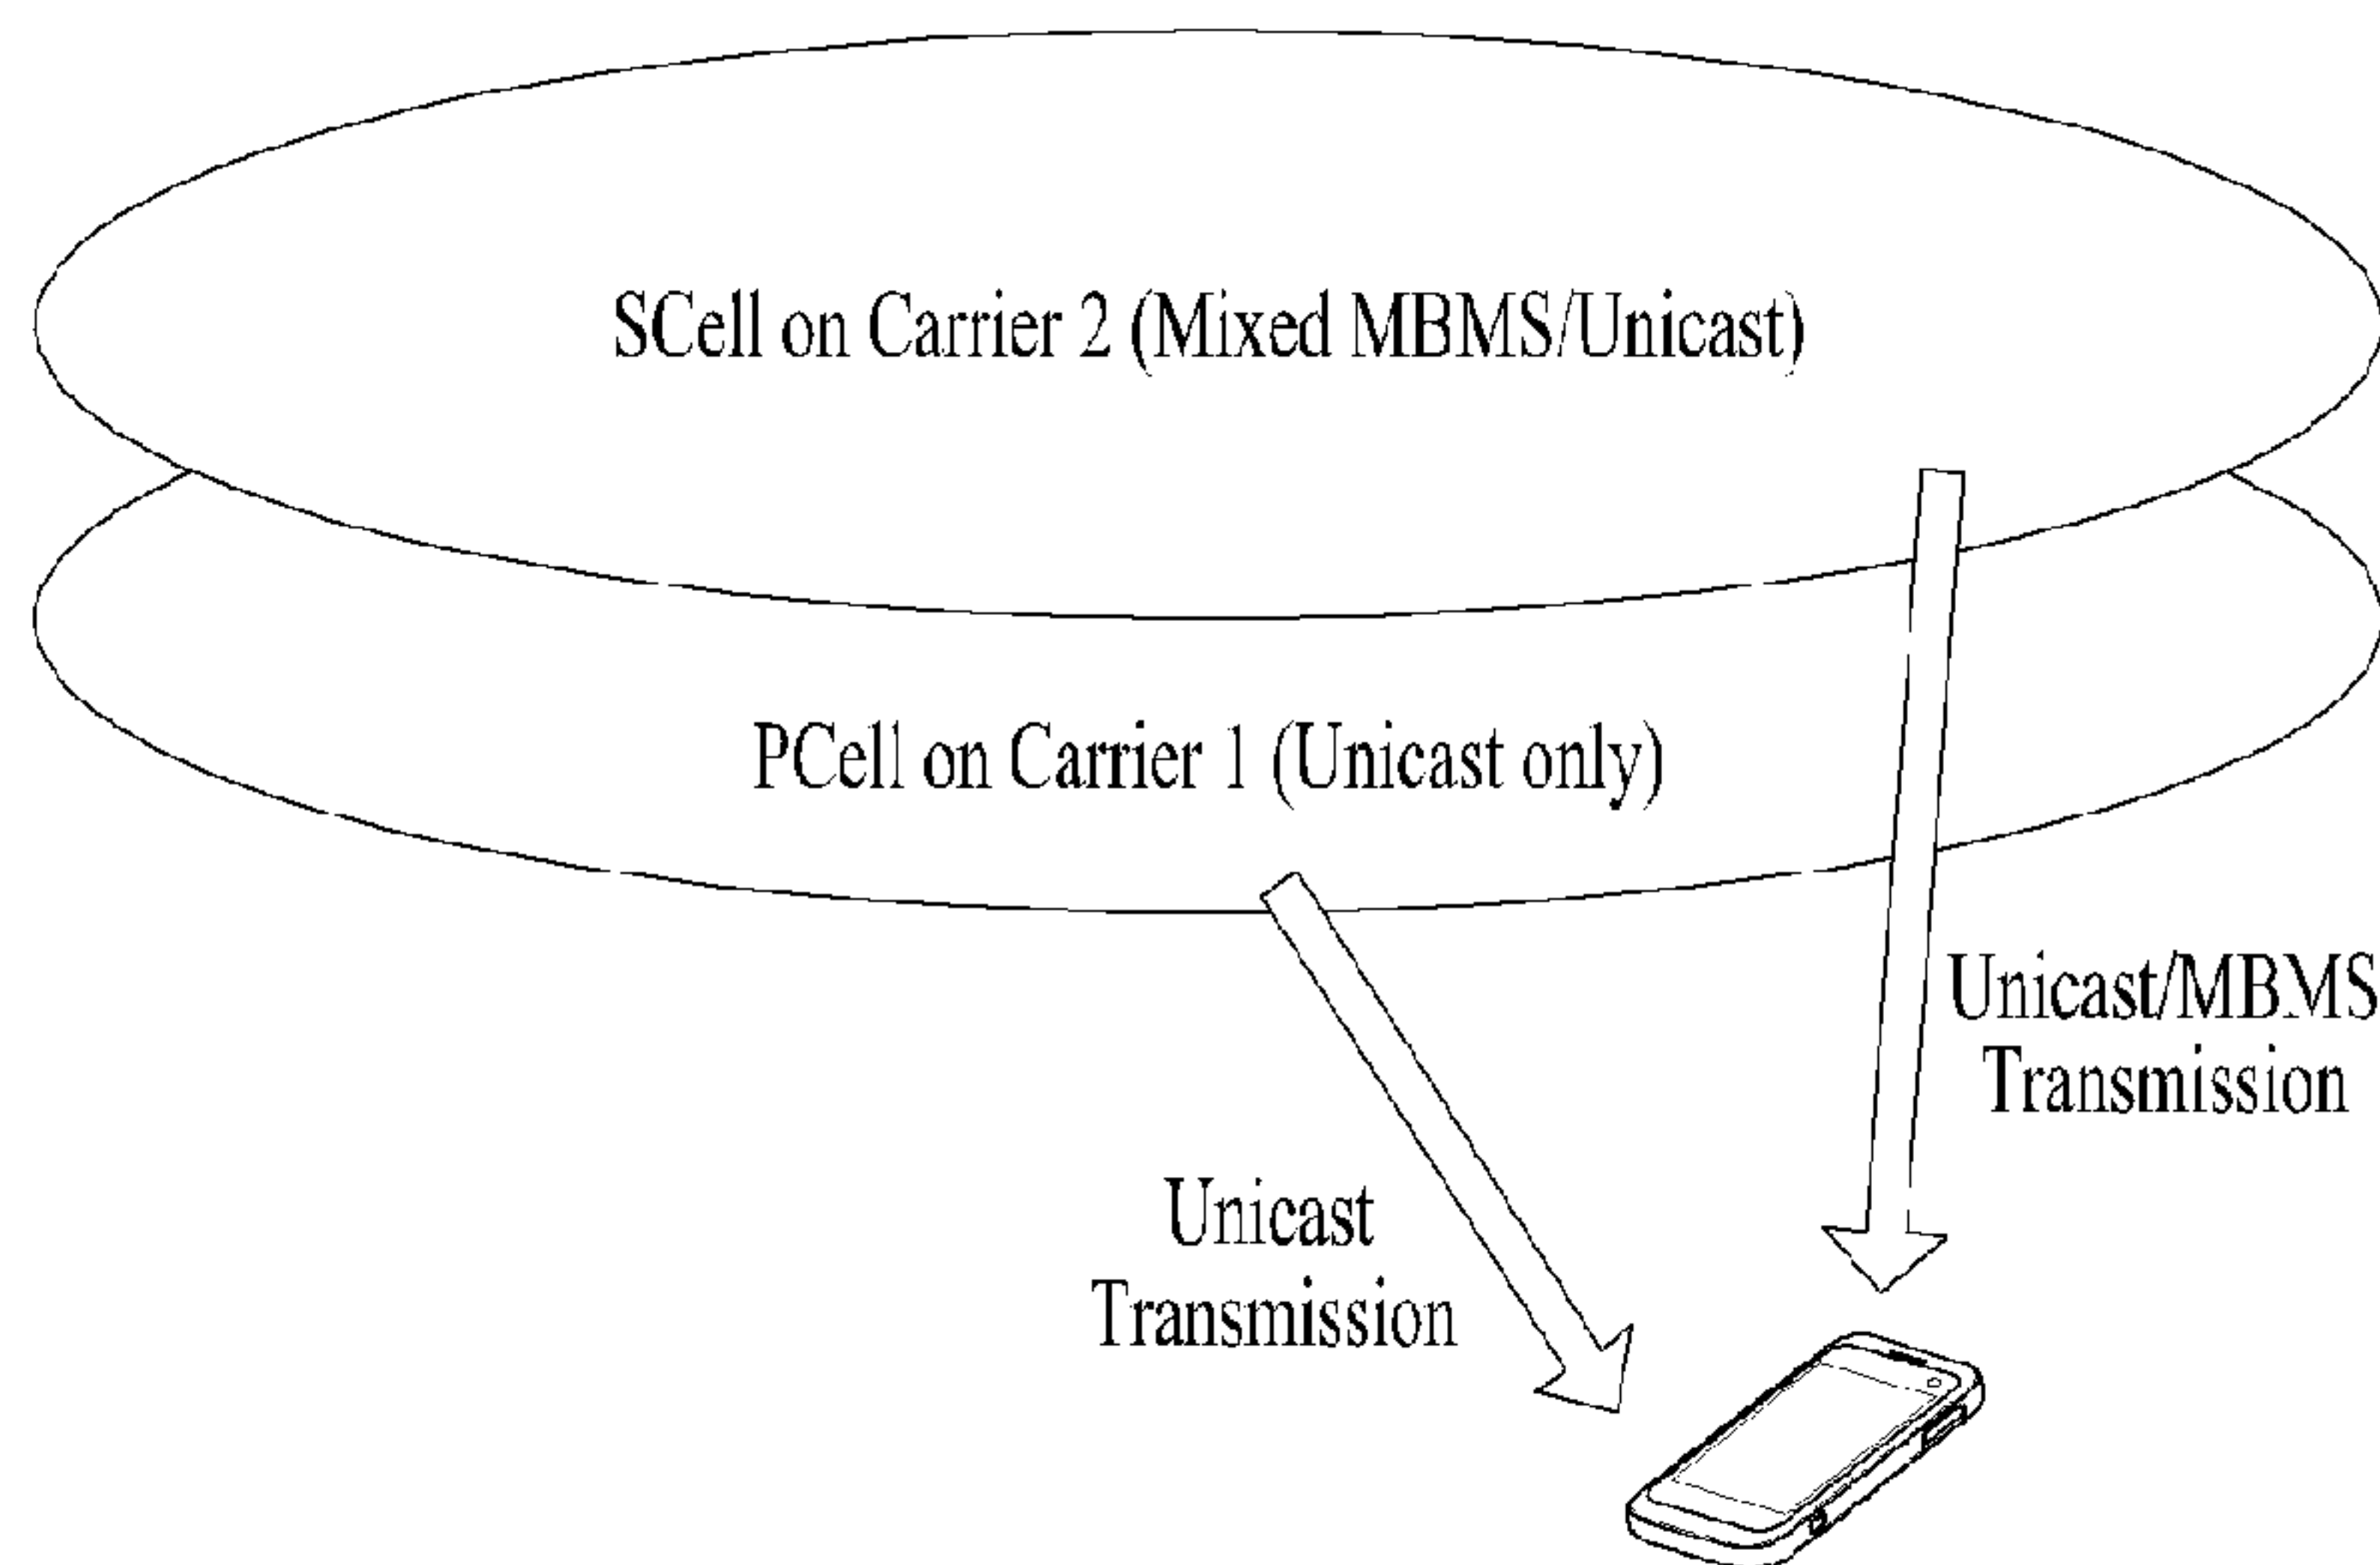 SCell on Carrier 2 (Mixed MBMS/Unicast)
PCell on Carrier 1 (Unicast only)
Unicast/MBMS
Transmission
Unicast
Transmission